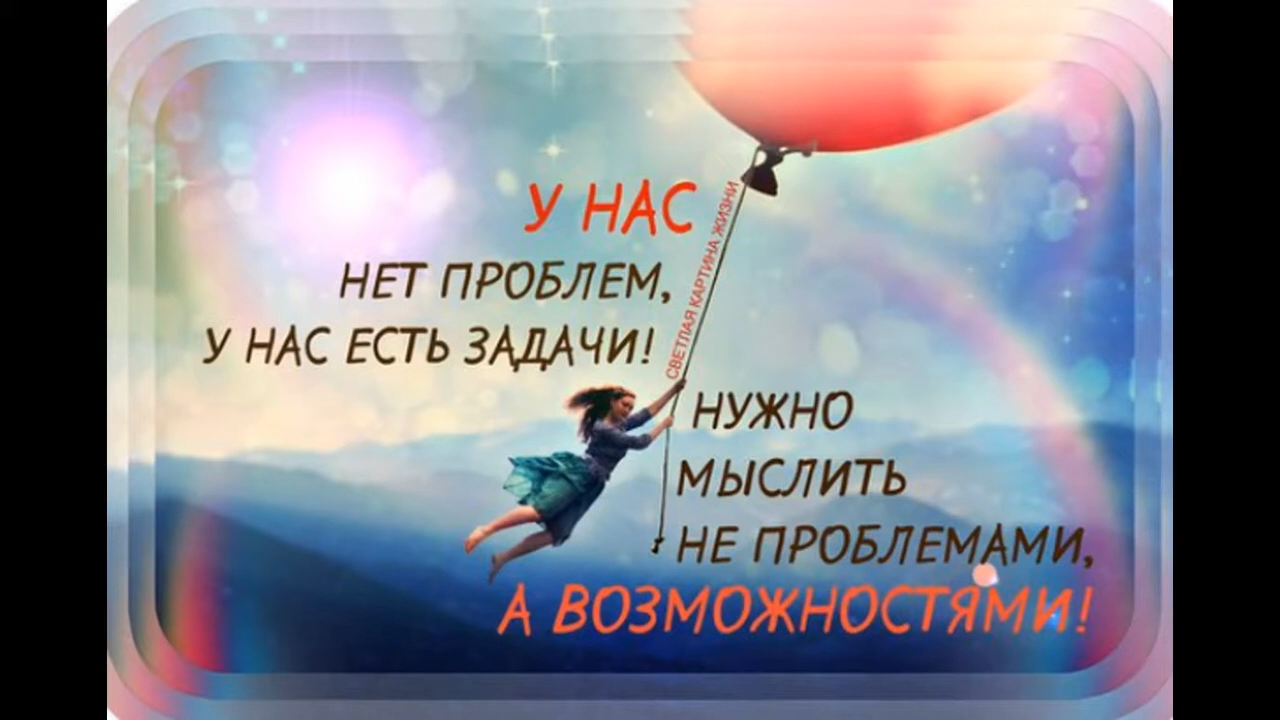 У НАС
НЕТ ПРОБЛЕМ,
У НАС ЕСТЬ ЗАДАЧИ!
СВЕТЛАЯ КАРТИНА ЖИЗНИ
НУЖНО
МЫСЛИТЬ
НЕ ПРОБЛЕМАМИ,
А ВОЗМОЖНОСТЯМИ!